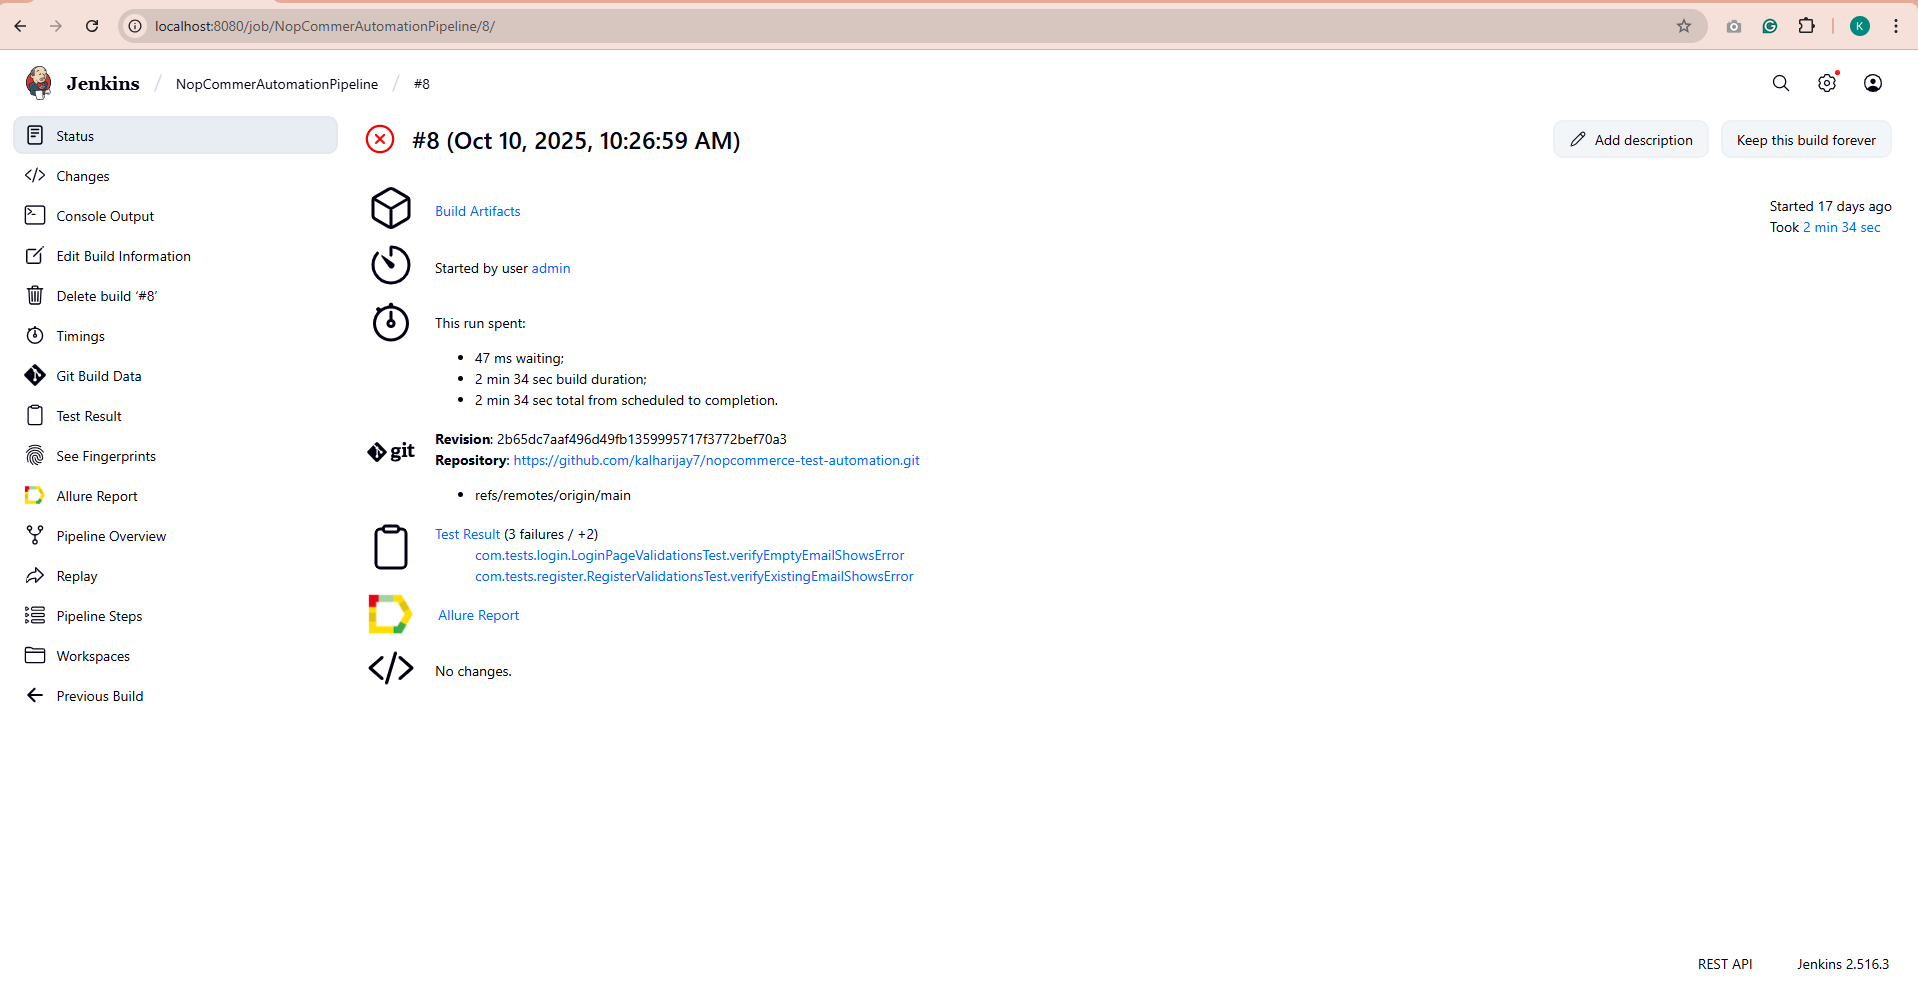 localhost:8080/job/NopCommerAutomationPipeline/8/
K
Jenkins / NopCommerAutomationPipeline / #8
Status
Changes
Console Output
Edit Build Information
Delete build ‘#8’
Timings
Git Build Data
Test Result
See Fingerprints
Allure Report
Pipeline Overview
Replay
Pipeline Steps
Workspaces
Previous Build
#8 (Oct 10, 2025, 10:26:59 AM)
Add description
Keep this build forever
Started 17 days ago
Took 2 min 34 sec
Build Artifacts
Started by user admin
This run spent:
• 47 ms waiting;
• 2 min 34 sec build duration;
• 2 min 34 sec total from scheduled to completion.
git
Revision: 2b65dc7aaf496d49fb1359995717f3772bef70a3
Repository: https://github.com/kalharijay7/nopcommerce-test-automation.git
• refs/remotes/origin/main
Test Result (3 failures / +2)
com.tests.login.LoginPageValidationsTest.verifyEmptyEmailShowsError
com.tests.register.RegisterValidationsTest.verifyExistingEmailShowsError
Allure Report
No changes.
REST API
Jenkins 2.516.3